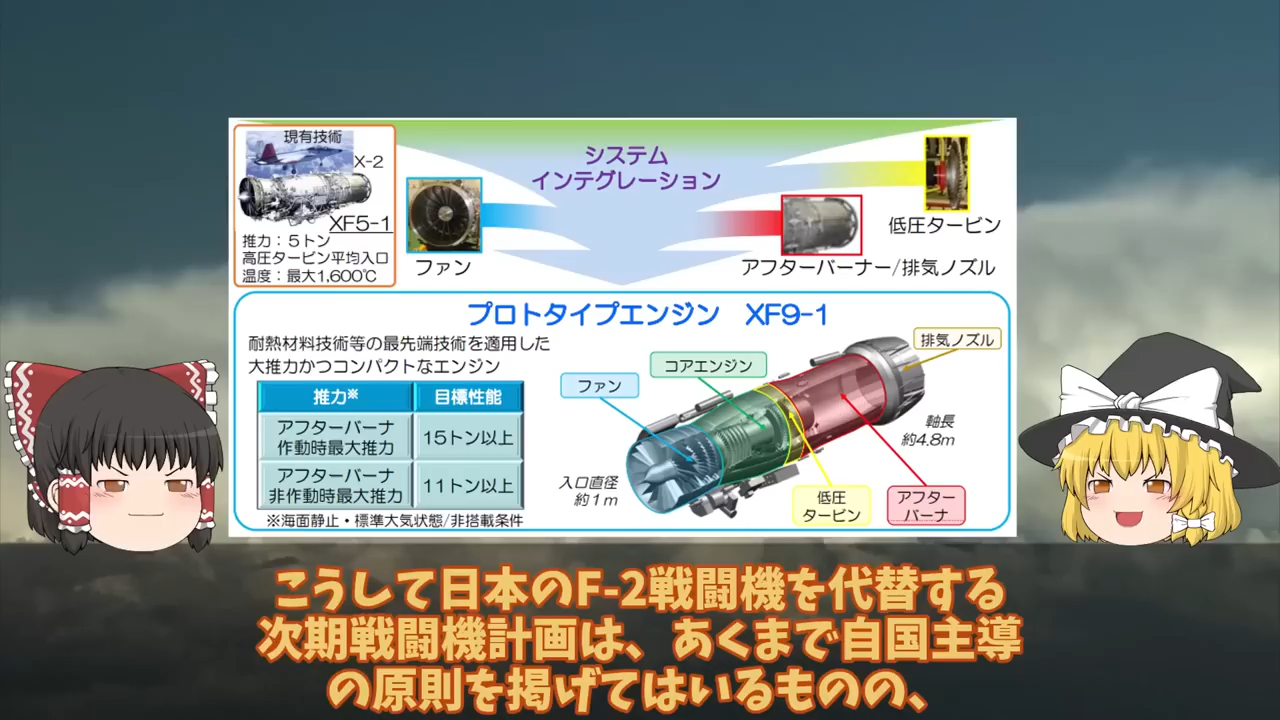 現有技術
X-2
XF5-1
推力：５トン
高圧タービン平均入口
温度：最大1,600℃
ファン
システム
インテグレーション
低圧タービン
アフターバーナー/排気ノズル
プロトタイプエンジン　XF9-1
耐熱材料技術等の最先端技術を適用した
大推力かつコンパクトなエンジン
推力※
目標性能
アフターバーナ
作動時最大推力
15トン以上
アフターバーナ
非作動時最大推力
11トン以上
※海面静止・標準大気状態/非搭載条件
ファン
コアエンジン
排気ノズル
軸長
約4.8m
入口直径
約１m
低圧
タービン
アフター
バーナ
こうして日本のF-2戦闘機を代替する
次期戦闘機計画は、あくまで自国主導
の原則を掲げてはいるものの、